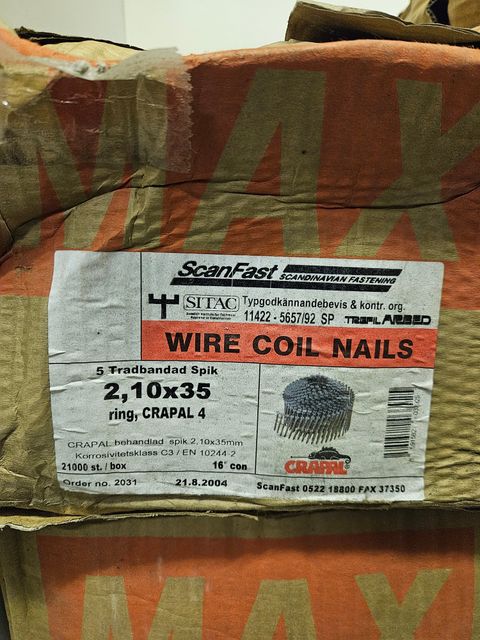 MAX
ScanFast SCANDINAVIAN FASTENING
SITAC Typgodkännandebevis & kontr. org.
11422 - 5657/92 SP TREFIL ARBED
WIRE COIL NAILS
5 Tradbandad Spik
2,10x35
ring, CRAPAL 4
CRAPAL behandlad spik 2,10x35mm
Korrosivitetsklass C3 / EN 10244-2
21000 st. / box 16° con
CRAPAL
Order no. 2031 21.8.2004 ScanFast 0522 18800 FAX 37350
MAX